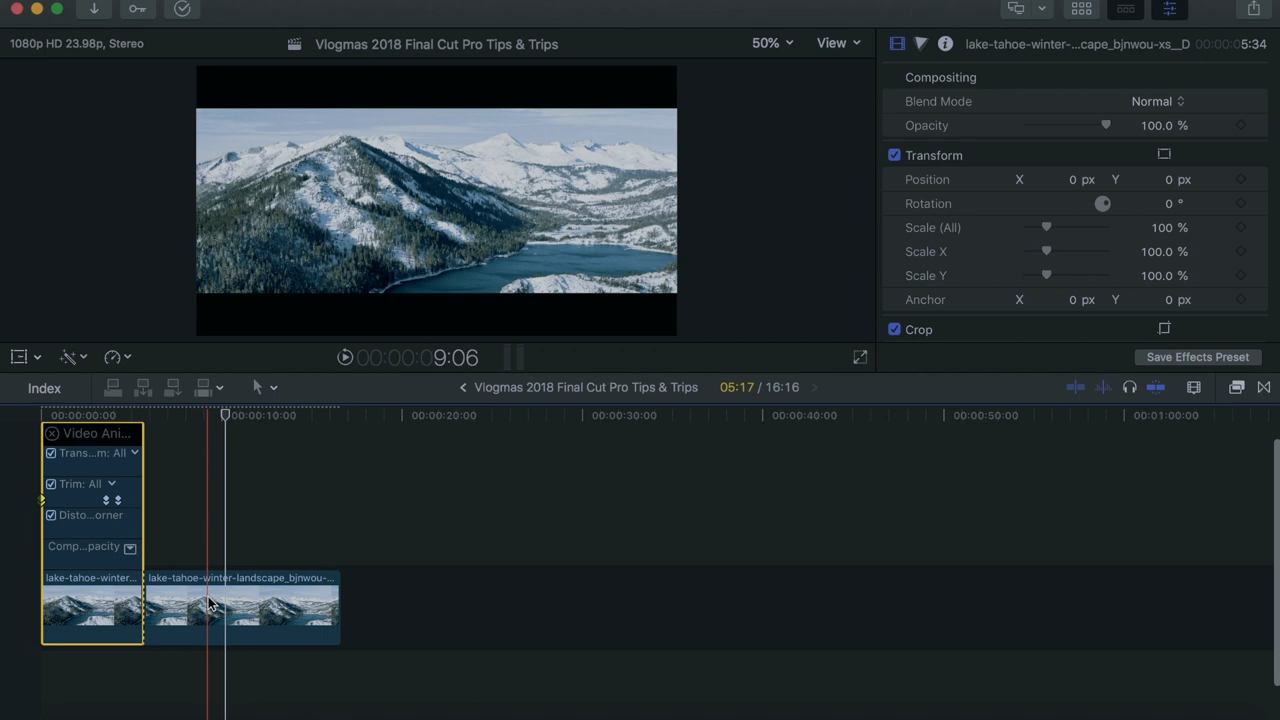 1080p HD 23.98p, Stereo
Vlogmas 2018 Final Cut Pro Tips & Trips
50%
View
lake-tahoe-winter-...cape_bjnwou-xs__D
00:00:05:34
Compositing
Blend Mode
Normal
Opacity
100.0 %
Transform
Position
X
0 px
Y
0 px
Rotation
0 °
Scale (All)
100 %
Scale X
100.0 %
Scale Y
100.0 %
Anchor
X
0 px
Y
0 px
Crop
00:00:09:06
Save Effects Preset
Index
Vlogmas 2018 Final Cut Pro Tips & Trips
05:17 / 16:16
00:00:00:00
00:00:10:00
00:00:20:00
00:00:30:00
00:00:40:00
00:00:50:00
00:01:00:00
Video Ani...
Trans...m: All
Trim: All
Disto...orner
Comp...pacity
lake-tahoe-winter...
lake-tahoe-winter-landscape_bjnwou-...